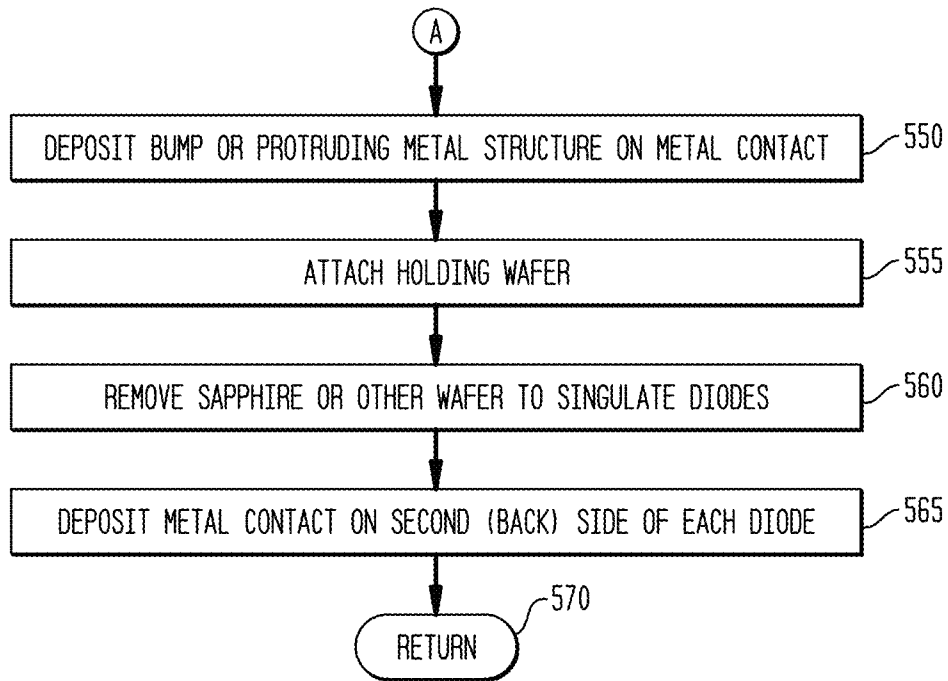 A
DEPOSIT BUMP OR PROTRUDING METAL STRUCTURE ON METAL CONTACT
550
ATTACH HOLDING WAFER
555
REMOVE SAPPHIRE OR OTHER WAFER TO SINGULATE DIODES
560
DEPOSIT METAL CONTACT ON SECOND (BACK) SIDE OF EACH DIODE
565
570
RETURN